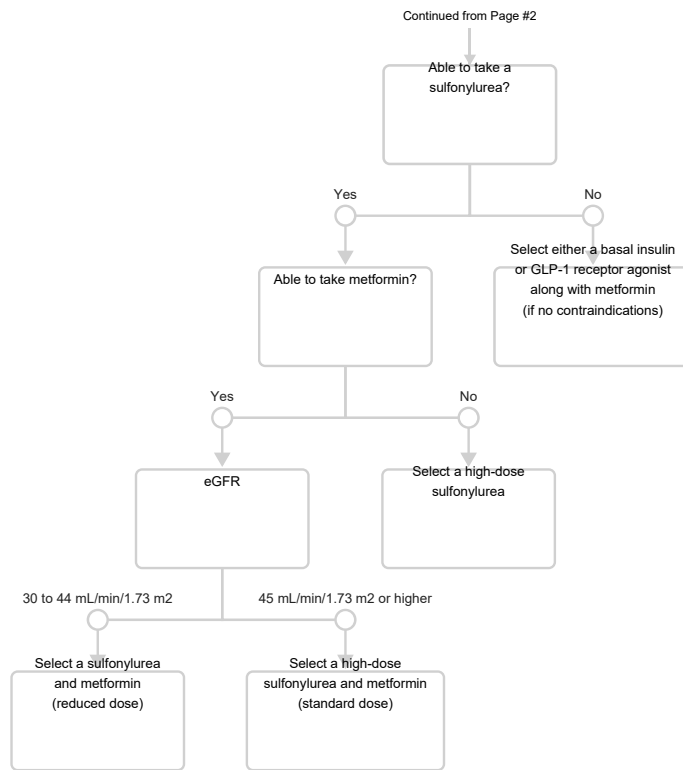 Continued from Page #2
Able to take a
sulfonylurea?
Yes
No
Able to take metformin?
Select either a basal insulin
or GLP-1 receptor agonist
along with metformin
(if no contraindications)
Yes
No
eGFR
Select a high-dose
sulfonylurea
30 to 44 mL/min/1.73 m2
45 mL/min/1.73 m2 or higher
Select a sulfonylurea
and metformin
(reduced dose)
Select a high-dose
sulfonylurea and metformin
(standard dose)